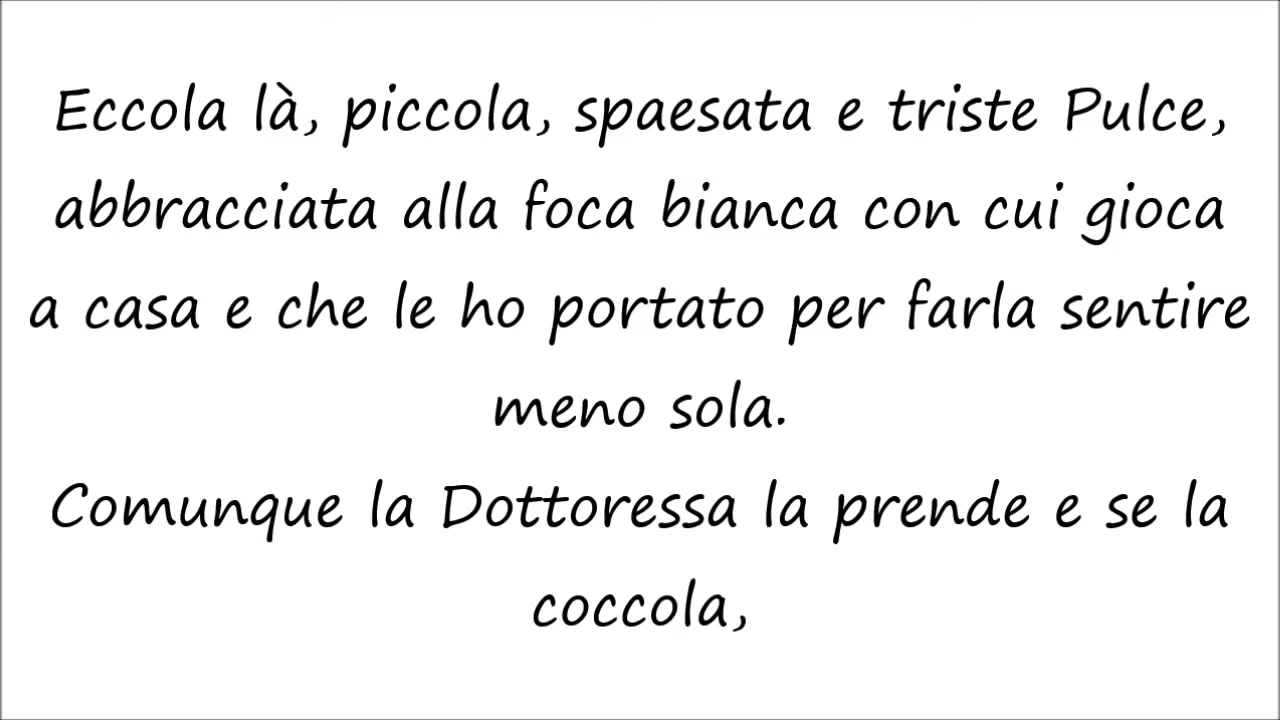 Eccola là, piccola, spaesata e triste Pulce,
abbracciata alla foca bianca con cui gioca
a casa e che le ho portato per farla sentire
meno sola.
Comunque la Dottoressa la prende e se la
coccola,